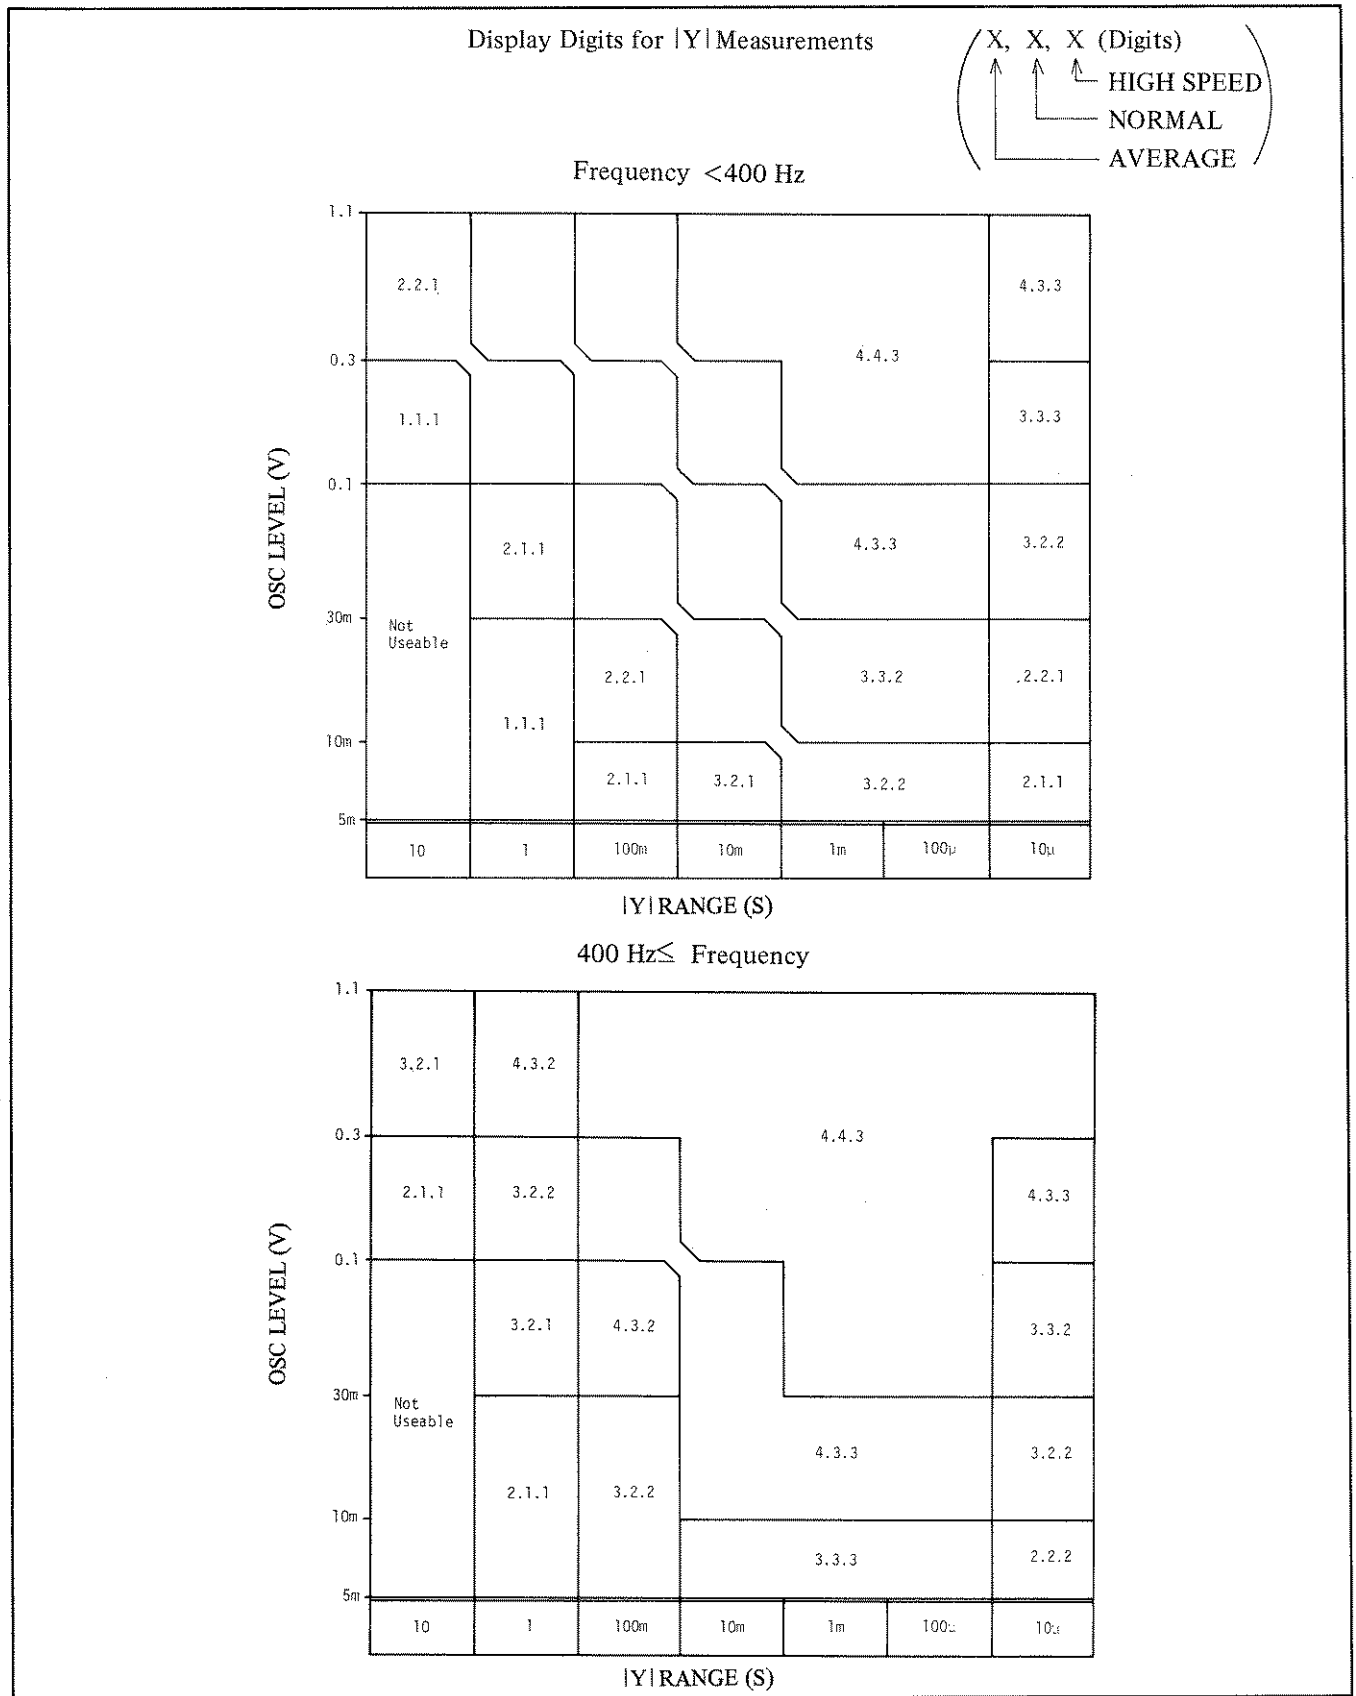 Display Digits for |Y| Measurements
X, X, X (Digits)
HIGH SPEED
NORMAL
AVERAGE
Frequency <400 Hz
1.1
2.2.1
4.3.3
0.3
4.4.3
1.1.1
3.3.3
OSC LEVEL (V)
0.1
2.1.1
4.3.3
3.2.2
30m
Not
Useable
2.2.1
3.3.2
2.2.1
1.1.1
10m
2.1.1
3.2.1
3.2.2
2.1.1
5m
10 1 100m 10m 1m 100μ 10μ
|Y| RANGE (S)
400 Hz≤ Frequency
1.1
3.2.1
4.3.2
0.3
4.4.3
2.1.1
3.2.2
4.3.3
OSC LEVEL (V)
0.1
3.2.1
4.3.2
3.3.2
30m
Not
Useable
4.3.3
3.2.2
2.1.1
3.2.2
10m
3.3.3
2.2.2
5m
10 1 100m 10m 1m 100μ 10μ
|Y| RANGE (S)